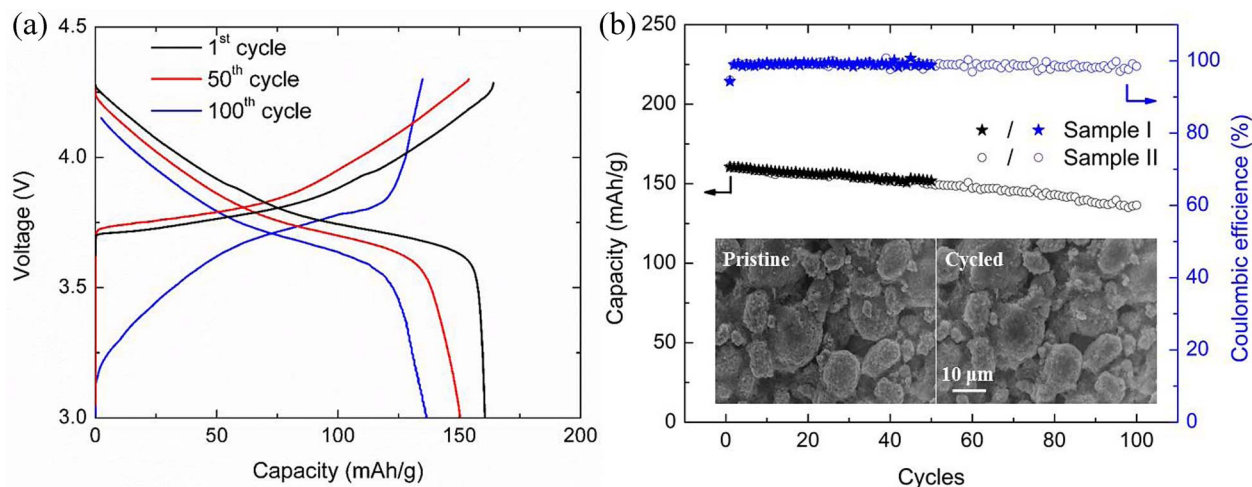 (a)
4.5
4.0
3.5
3.0
Voltage (V)
1st cycle
50th cycle
100th cycle
0 50 100 150 200
Capacity (mAh/g)
(b)
250
200
150
100
50
0
Capacity (mAh/g)
100
80
60
40
20
0
Coulombic efficience (%)
/ Sample I
/ Sample II
Pristine
Cycled
10 µm
0 20 40 60 80 100
Cycles